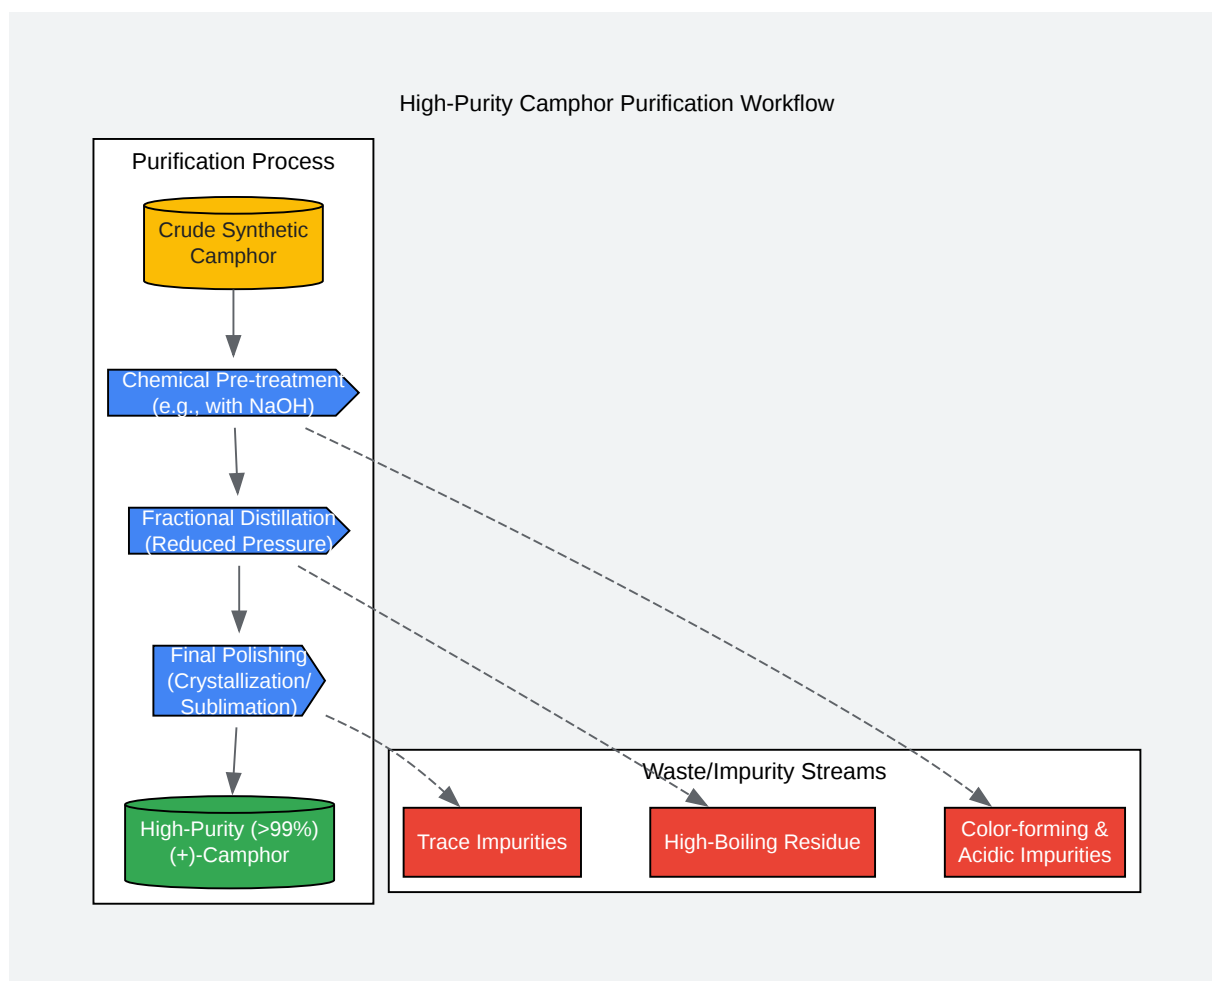 High-Purity Camphor Purification Workflow
Purification Process
Crude Synthetic
Camphor
Chemical Pre-treatment
(e.g., with NaOH)
Fractional Distillation
(Reduced Pressure)
Final Polishing
(Crystallization/
Sublimation)
High-Purity (>99%)
(+)-Camphor
Waste/Impurity Streams
Trace Impurities
High-Boiling Residue
Color-forming &
Acidic Impurities